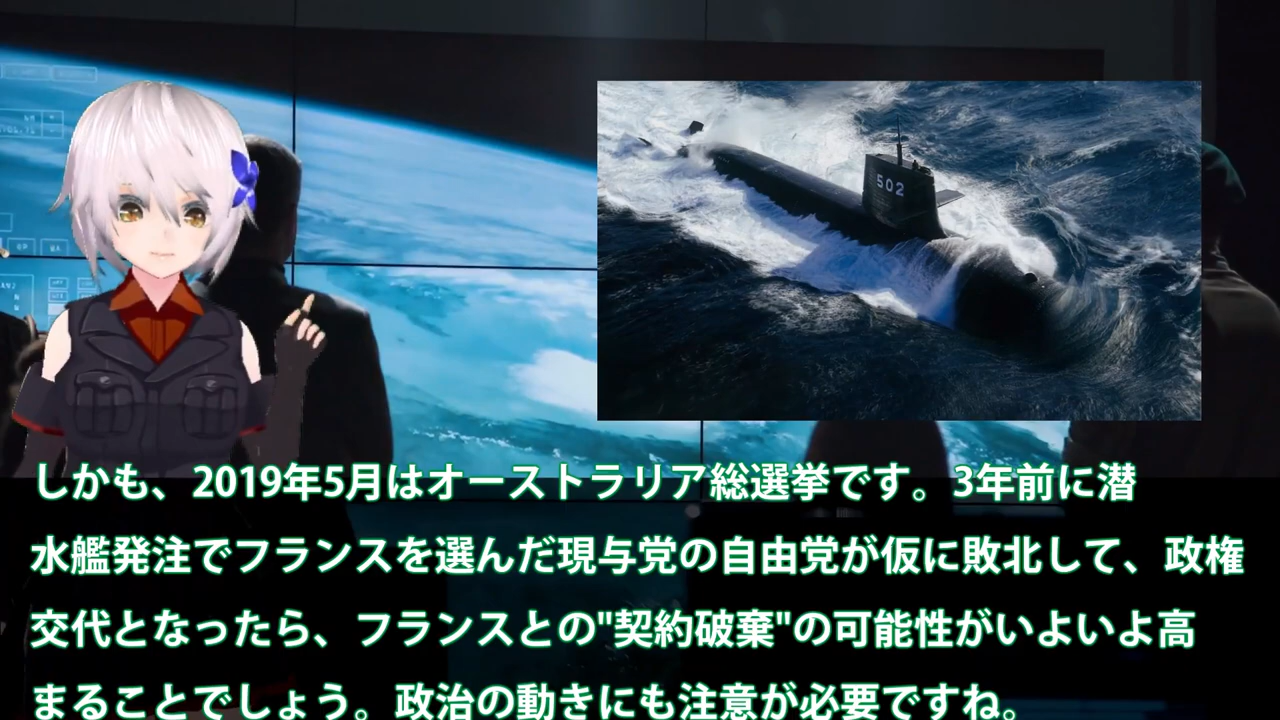 502
しかも、2019年5月はオーストラリア総選挙です。3年前に潜
水艦発注でフランスを選んだ現与党の自由党が仮に敗北して、政権
交代となったら、フランスとの"契約破棄"の可能性がいよいよ高
まることでしょう。政治の動きにも注意が必要ですね。